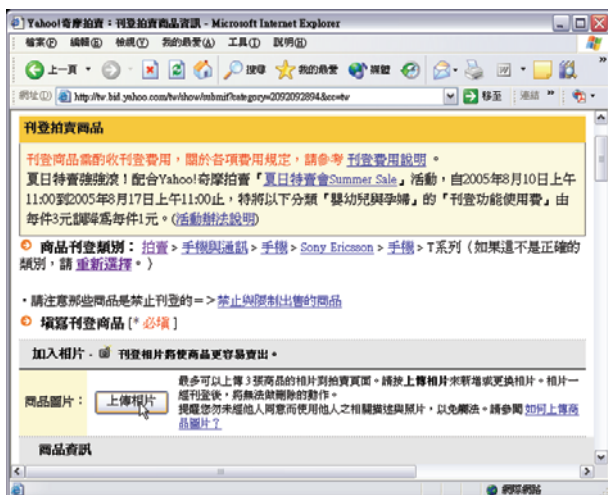 Yahoo!奇摩拍賣：刊登拍賣商品資訊 - Microsoft Internet Explorer
檔案(F) 編輯(E) 檢視(V) 我的最愛(A) 工具(T) 說明(H)
上一頁 搜尋 我的最愛 媒體
網址(D) http://tw.bid.yahoo.com/tw/show/submit?category=2092092894&cc=tw 移至 連結
刊登拍賣商品
刊登商品需酌收刊登費用，關於各項費用規定，請參考 刊登費用說明 。
夏日特賣強強滾！配合Yahoo!奇摩拍賣「夏日特賣會Summer Sale」活動，自2005年8月10日上午
11:00到2005年8月17日上午11:00止，特將以下分類「嬰幼兒與孕婦」的「刊登功能使用費」由
每件3元調降為每件1元。(活動辦法說明)
商品刊登類別： 拍賣 > 手機與通訊 > 手機 > Sony Ericsson > 手機 > T系列（如果這不是正確的
類別，請 重新選擇。）
・請注意那些商品是禁止刊登的=> 禁止與限制出售的商品
填寫刊登商品 [* 必填 ]
加入相片 - 刊登相片將使商品更容易賣出。
最多可以上傳3張商品的相片到拍賣頁面。請按上傳相片來新增或更換相片。相片一
商品圖片： 上傳相片 經刊登後，將無法做刪除的動作。
提醒您勿未經他人同意而使用他人之相關描述與照片，以免觸法。請參閱 如何上傳商
品圖片？
商品資訊
網際網路